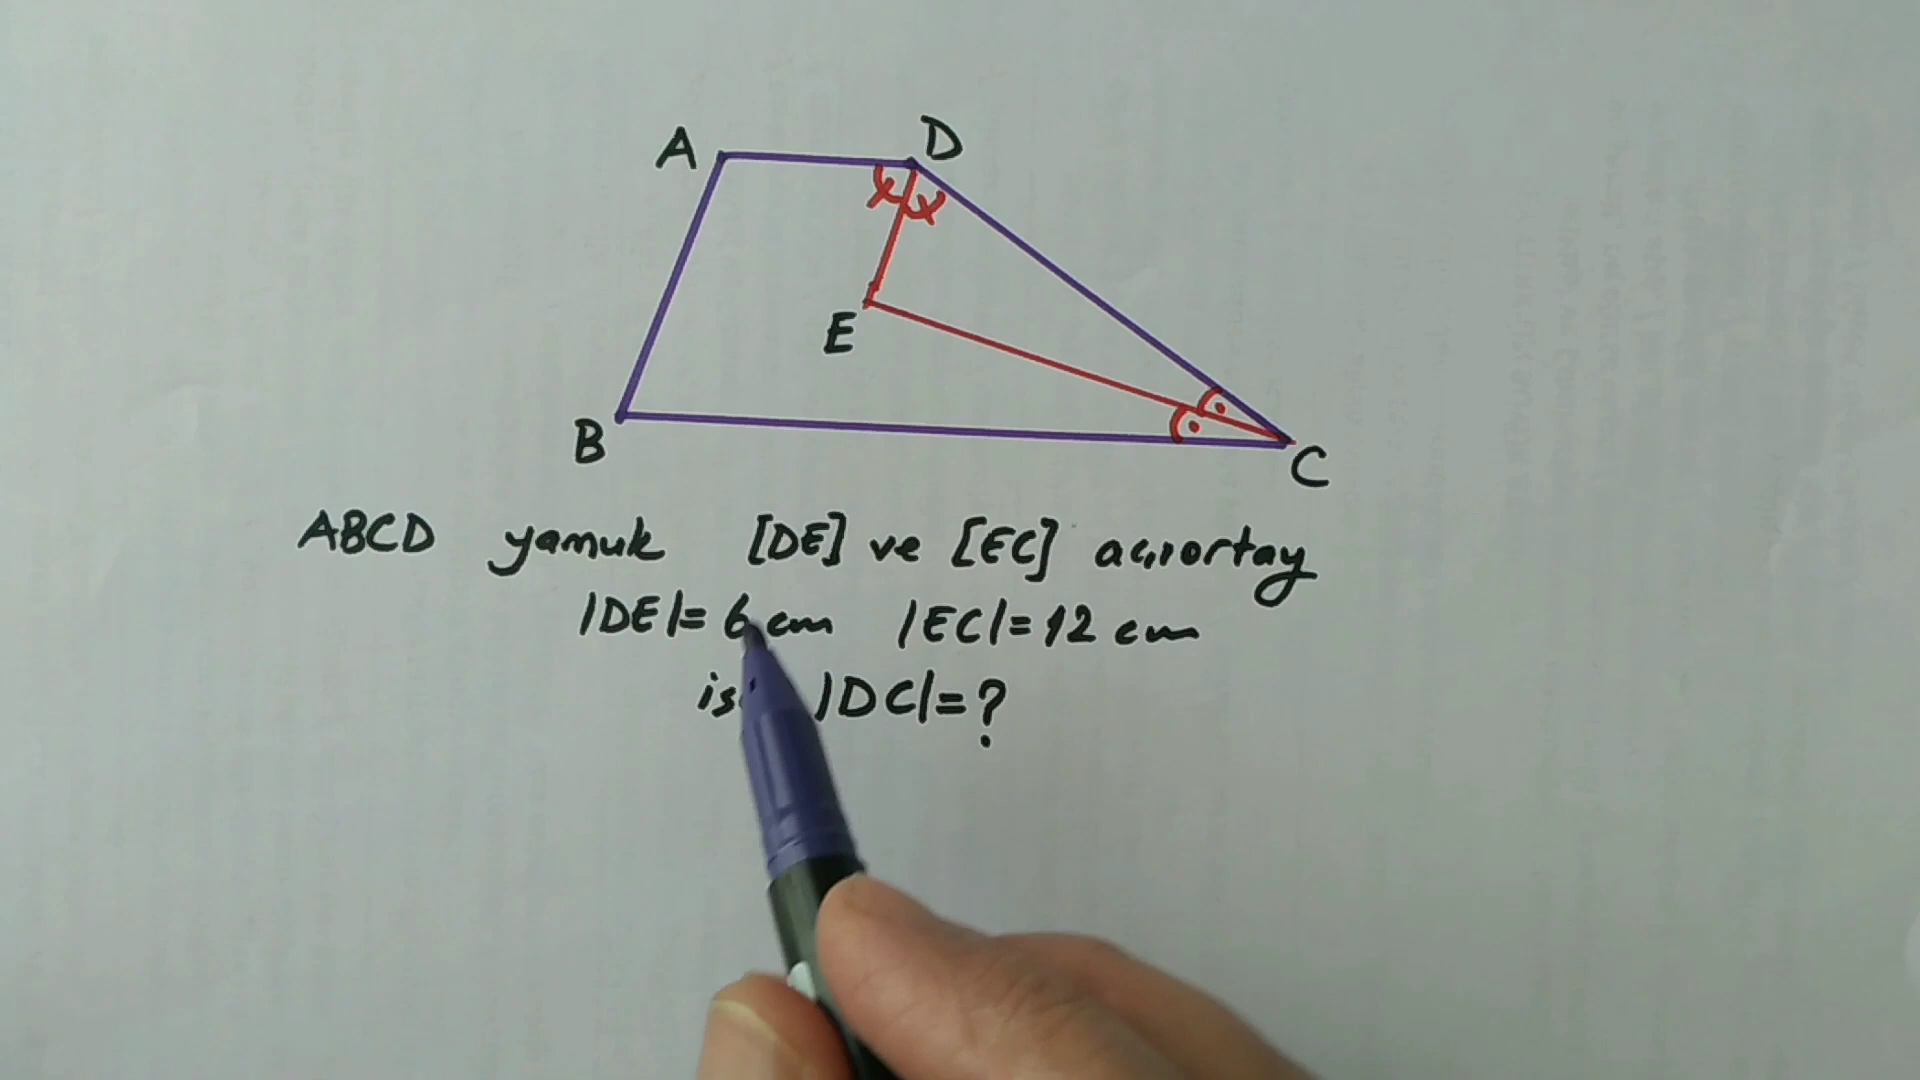 A D
x x
E
B C
ABCD yamuk [DE] ve [EC] açıortay
|DE|= 6 cm |EC|= 12 cm
|DC|= ?